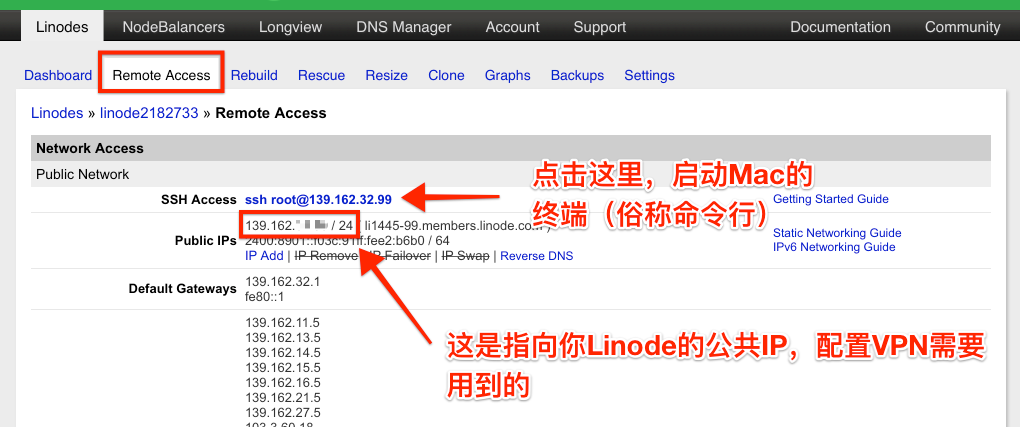 Linodes NodeBalancers Longview DNS Manager Account Support Documentation Community
Dashboard Remote Access Rebuild Rescue Resize Clone Graphs Backups Settings
Linodes » linode2182733 » Remote Access
Network Access
Public Network
SSH Access ssh root@139.162.32.99
Getting Started Guide
点击这里，启动Mac的
终端（俗称命令行）
Public IPs
139.162. / 24 li1445-99.members.linode.com )
2400:8901::f03c:91ff:fee2:b6b0 / 64
IP Add | IP Remove | IP Failover | IP Swap | Reverse DNS
Static Networking Guide
IPv6 Networking Guide
Default Gateways
139.162.32.1
fe80::1
这是指向你Linode的公共IP，配置VPN需要
用到的
139.162.11.5
139.162.13.5
139.162.14.5
139.162.15.5
139.162.16.5
139.162.21.5
139.162.27.5
103.3.60.18